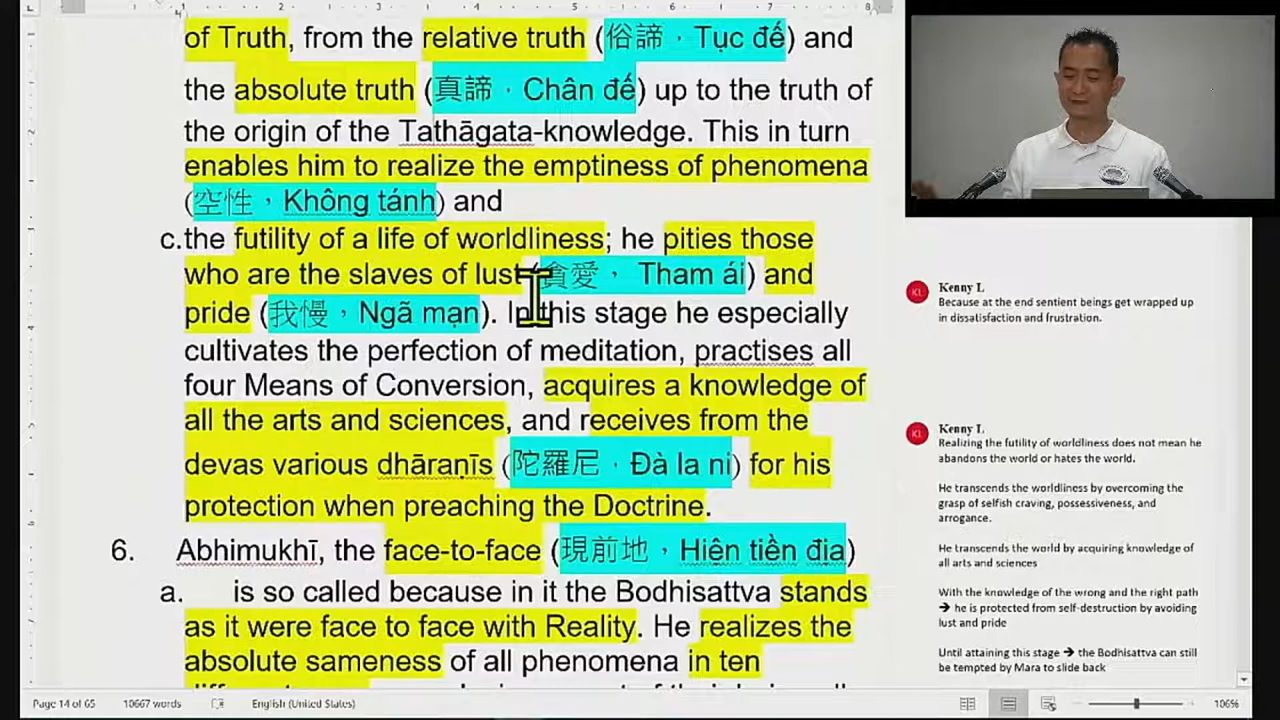 of Truth, from the relative truth (俗諦，Tục đế) and
the absolute truth (真諦，Chân đế) up to the truth of
the origin of the Tathāgata-knowledge. This in turn
enables him to realize the emptiness of phenomena
(空性，Không tánh) and
c.the futility of a life of worldliness; he pities those
who are the slaves of lust (貪愛， Tham ái) and
pride (我慢，Ngã mạn). In this stage he especially
cultivates the perfection of meditation, practises all
four Means of Conversion, acquires a knowledge of
all the arts and sciences, and receives from the
devas various dhāraṇīs (陀羅尼，Đà la ni) for his
protection when preaching the Doctrine.
6. Abhimukhī, the face-to-face (現前地，Hiện tiền địa)
a. is so called because in it the Bodhisattva stands
as it were face to face with Reality. He realizes the
absolute sameness of all phenomena in ten
Kenny L
Because at the end sentient beings get wrapped up
in dissatisfaction and frustration.
Kenny L
Realizing the futility of worldliness does not mean he
abandons the world or hates the world.
He transcends the worldliness by overcoming the
grasp of selfish craving, possessiveness, and
arrogance.
He transcends the world by acquiring knowledge of
all arts and sciences
With the knowledge of the wrong and the right path
➔ he is protected from self-destruction by avoiding
lust and pride
Until attaining this stage ➔ the Bodhisattva can still
be tempted by Mara to slide back
Page 14 of 65 10667 words English (United States) 106%